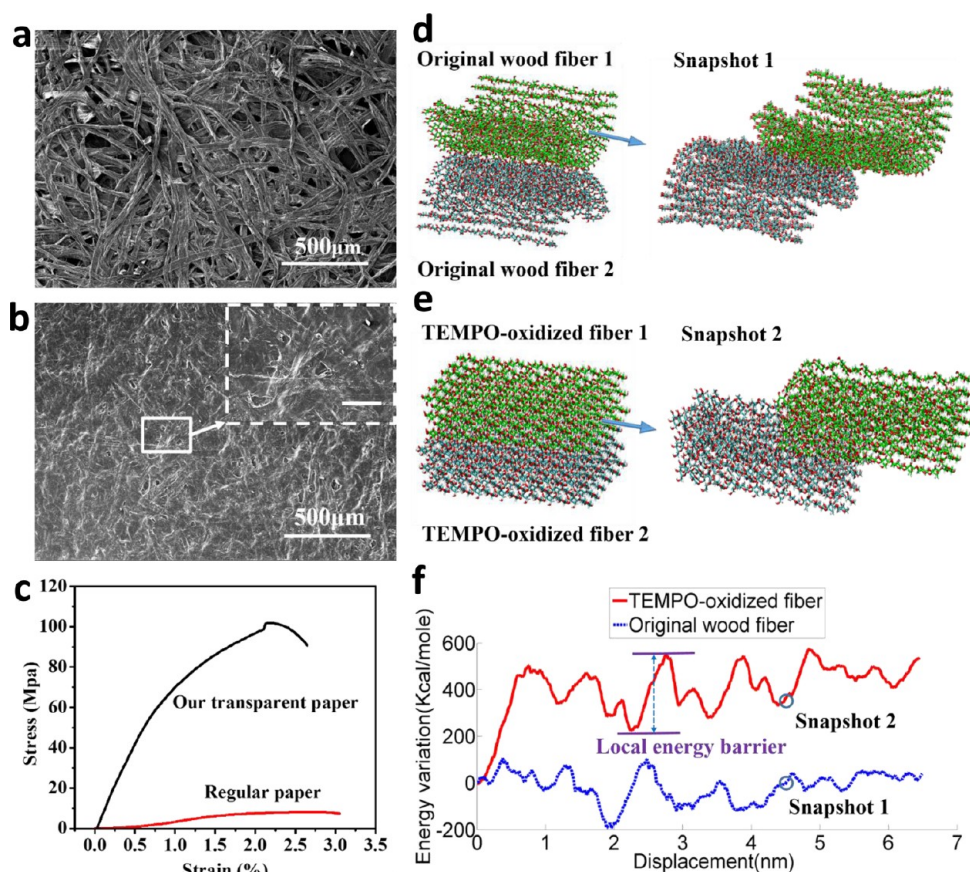 a
500μm
b
500μm
c
120
100
80
60
40
20
0
Stress (Mpa)
Our transparent paper
Regular paper
0.0 0.5 1.0 1.5 2.0 2.5 3.0 3.5
Strain (%)
d
Original wood fiber 1
Snapshot 1
Original wood fiber 2
e
TEMPO-oxidized fiber 1
Snapshot 2
TEMPO-oxidized fiber 2
f
TEMPO-oxidized fiber
Original wood fiber
600
400
200
0
-200
Energy variation(Kcal/mole)
Local energy barrier
Snapshot 2
Snapshot 1
0 1 2 3 4 5 6 7
Displacement(nm)